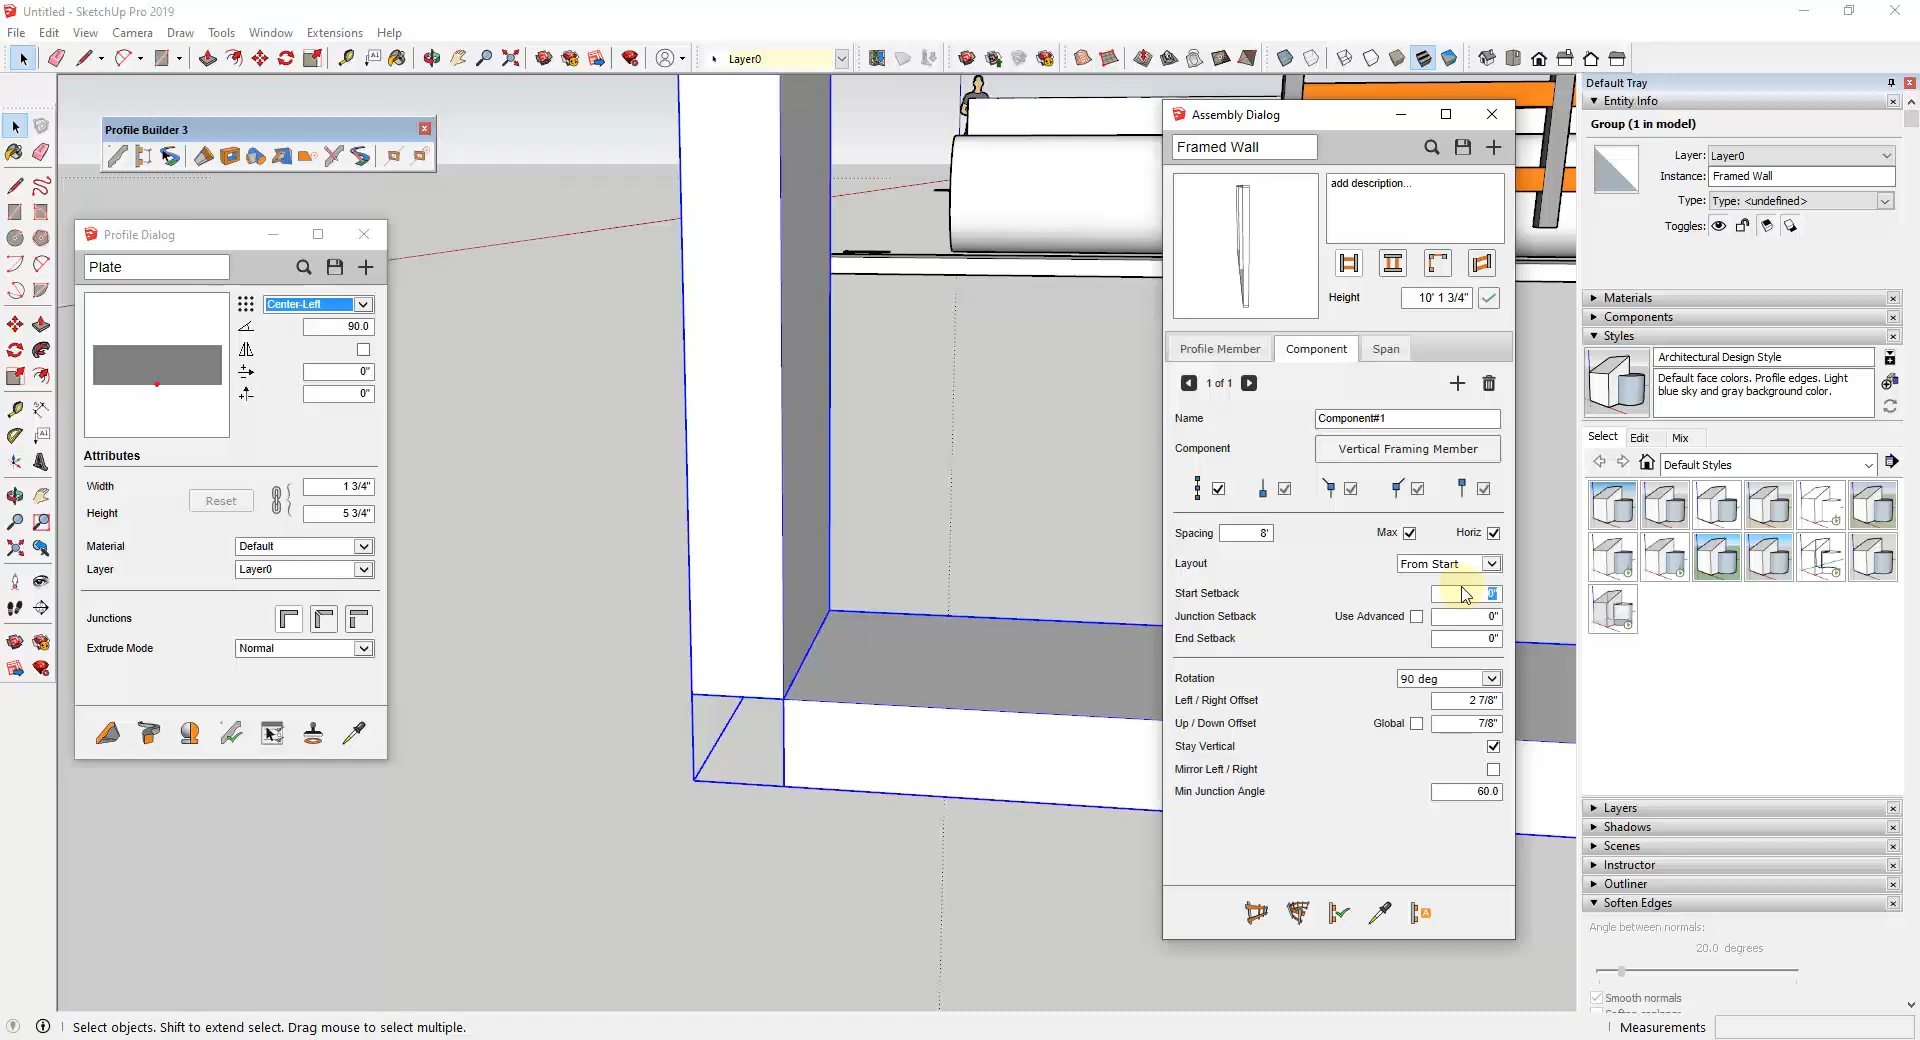 Untitled - SketchUp Pro 2019
File Edit View Camera Draw Tools Window Extensions Help
Layer0
Profile Builder 3
Profile Dialog
Plate
Center-Left
90.0
0"
0"
Attributes
Width 1 3/4"
Reset
Height 5 3/4"
Material Default
Layer Layer0
Junctions
Extrude Mode Normal
Assembly Dialog
Framed Wall
add description...
Height 10' 1 3/4"
Profile Member Component Span
1 of 1
Name Component#1
Component Vertical Framing Member
Spacing 8' Max Horiz
Layout From Start
Start Setback 0"
Junction Setback Use Advanced 0"
End Setback 0"
Rotation 90 deg
Left / Right Offset 2 7/8"
Up / Down Offset Global 7/8"
Stay Vertical
Mirror Left / Right
Min Junction Angle 60.0
Default Tray
Entity Info
Group (1 in model)
Layer: Layer0
Instance: Framed Wall
Type: Type: <undefined>
Toggles:
Materials
Components
Styles
Architectural Design Style
Default face colors. Profile edges. Light
blue sky and gray background color.
Select Edit Mix
Default Styles
Layers
Shadows
Scenes
Instructor
Outliner
Soften Edges
Angle between normals:
20.0 degrees
Smooth normals
Select objects. Shift to extend select. Drag mouse to select multiple.
Measurements